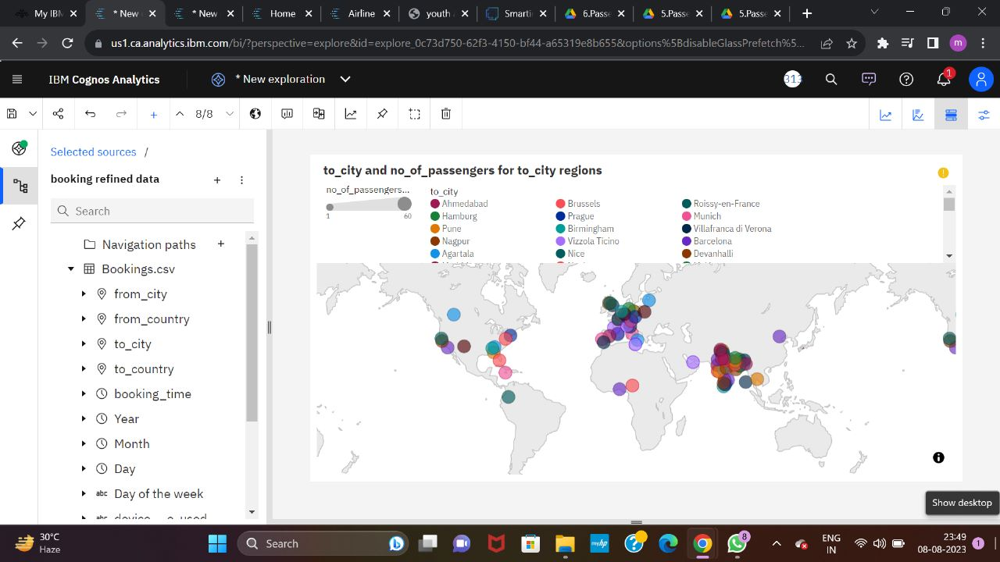 My IBM
* New
* New
Home
Airline
Smarti
6.Passe
5.Passe
5.Passe
us1.ca.analytics.ibm.com/bi/?perspective=explore&id=explore_0c73d750-62f3-4150-bf44-a65319e8b655&options%5BdisableGlassPrefetch%5...
m
IBM Cognos Analytics
* New exploration
313
1
8/8
Selected sources /
booking refined data
Search
Navigation paths
Bookings.csv
from_city
from_country
to_city
to_country
booking_time
Year
Month
Day
abc Day of the week
to_city and no_of_passengers for to_city regions
no_of_passengers...
1 60
to_city
Ahmedabad Brussels Roissy-en-France
Hamburg Prague Munich
Pune Birmingham Villafranca di Verona
Nagpur Vizzola Ticino Barcelona
Agartala Nice Devanhalli
Show desktop
30°C
Haze
Search
myhp
8
ENG
IN
23:49
08-08-2023
1